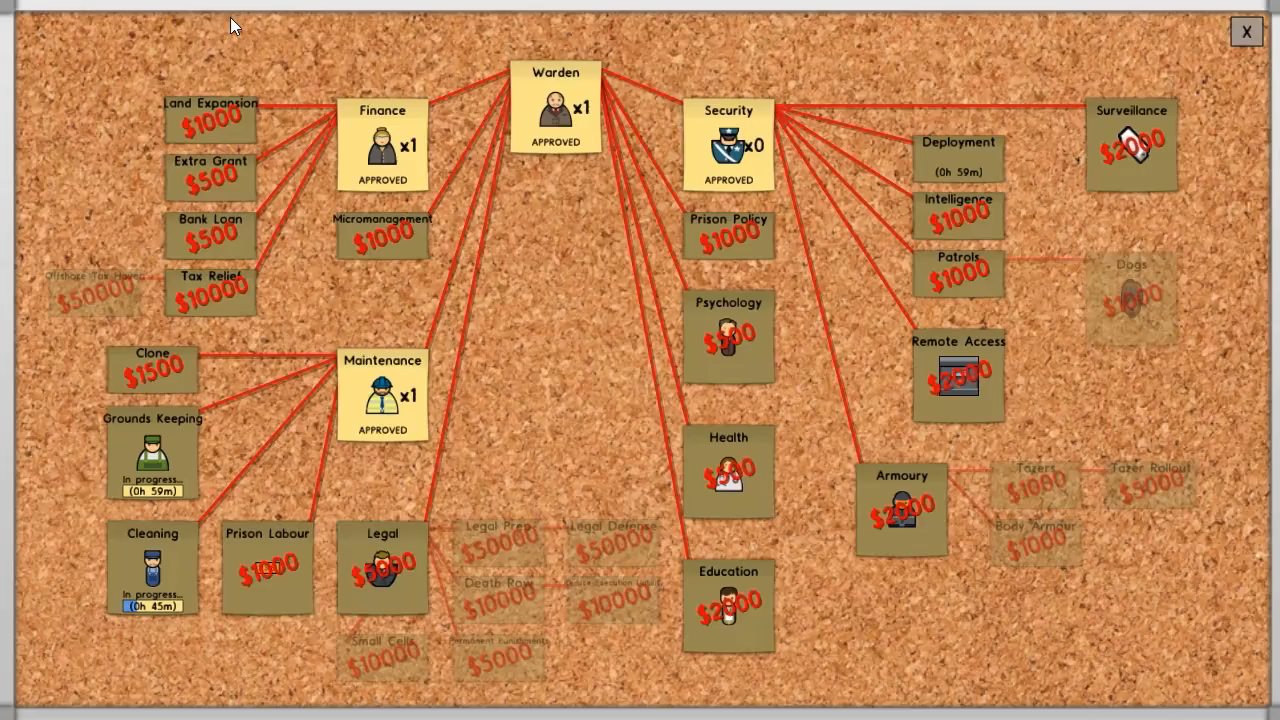 X
Warden
x1
APPROVED
Land Expansion
$1000
Finance
x1
APPROVED
Security
x0
APPROVED
Surveillance
$2000
Deployment
(0h 59m)
Extra Grant
$500
Intelligence
$1000
Bank Loan
$500
Micromanagement
$1000
Prison Policy
$1000
Patrols
$1000
Dogs
$1000
Offshore Tax Haven
$50000
Tax Relief
$10000
Psychology
$500
Remote Access
$2000
Clone
$1500
Maintenance
x1
APPROVED
Grounds Keeping
In progress...
(0h 59m)
Health
$500
Armoury
$2000
Tazers
$1000
Tazer Rollout
$5000
Body Armour
$1000
Cleaning
In progress...
(0h 45m)
Prison Labour
$1000
Legal
$5000
Legal Prep
$50000
Legal Defense
$50000
Death Row
$10000
$10000
Education
$2000
Small Cells
$10000
Permanent Punishments
$5000